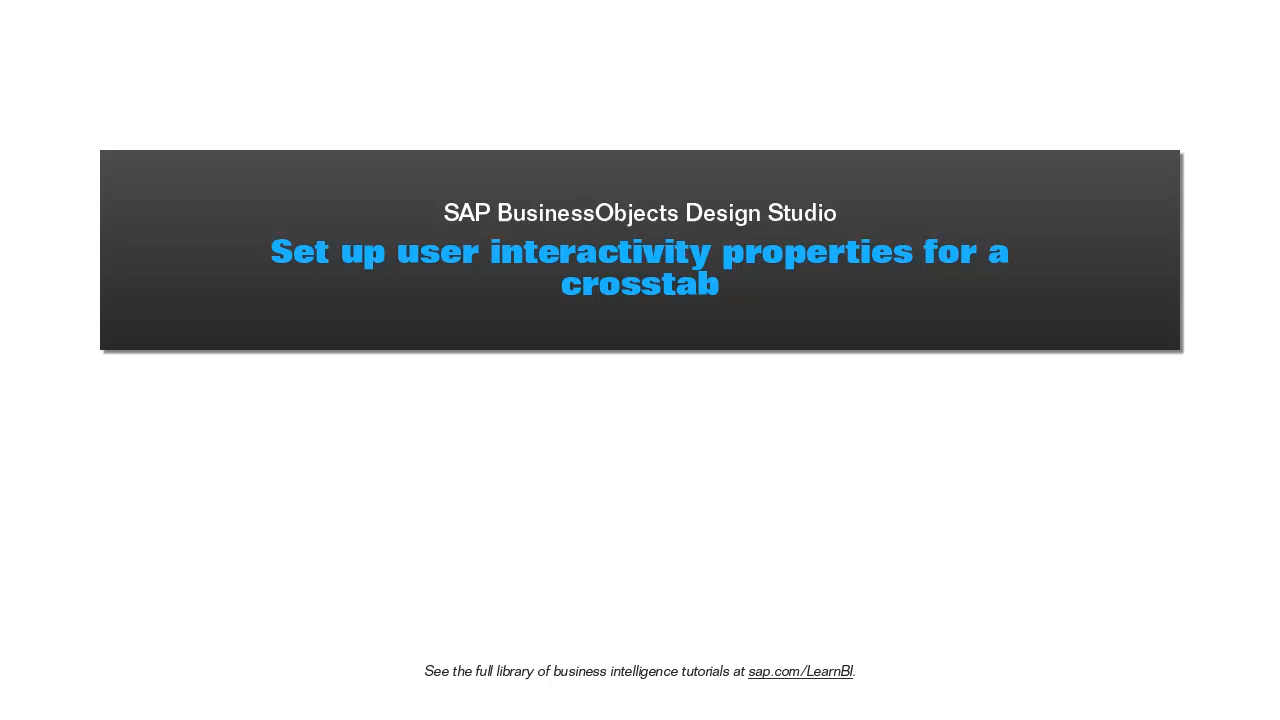 SAP BusinessObjects Design Studio
Set up user interactivity properties for a
crosstab
See the full library of business intelligence tutorials at sap.com/LearnBI.